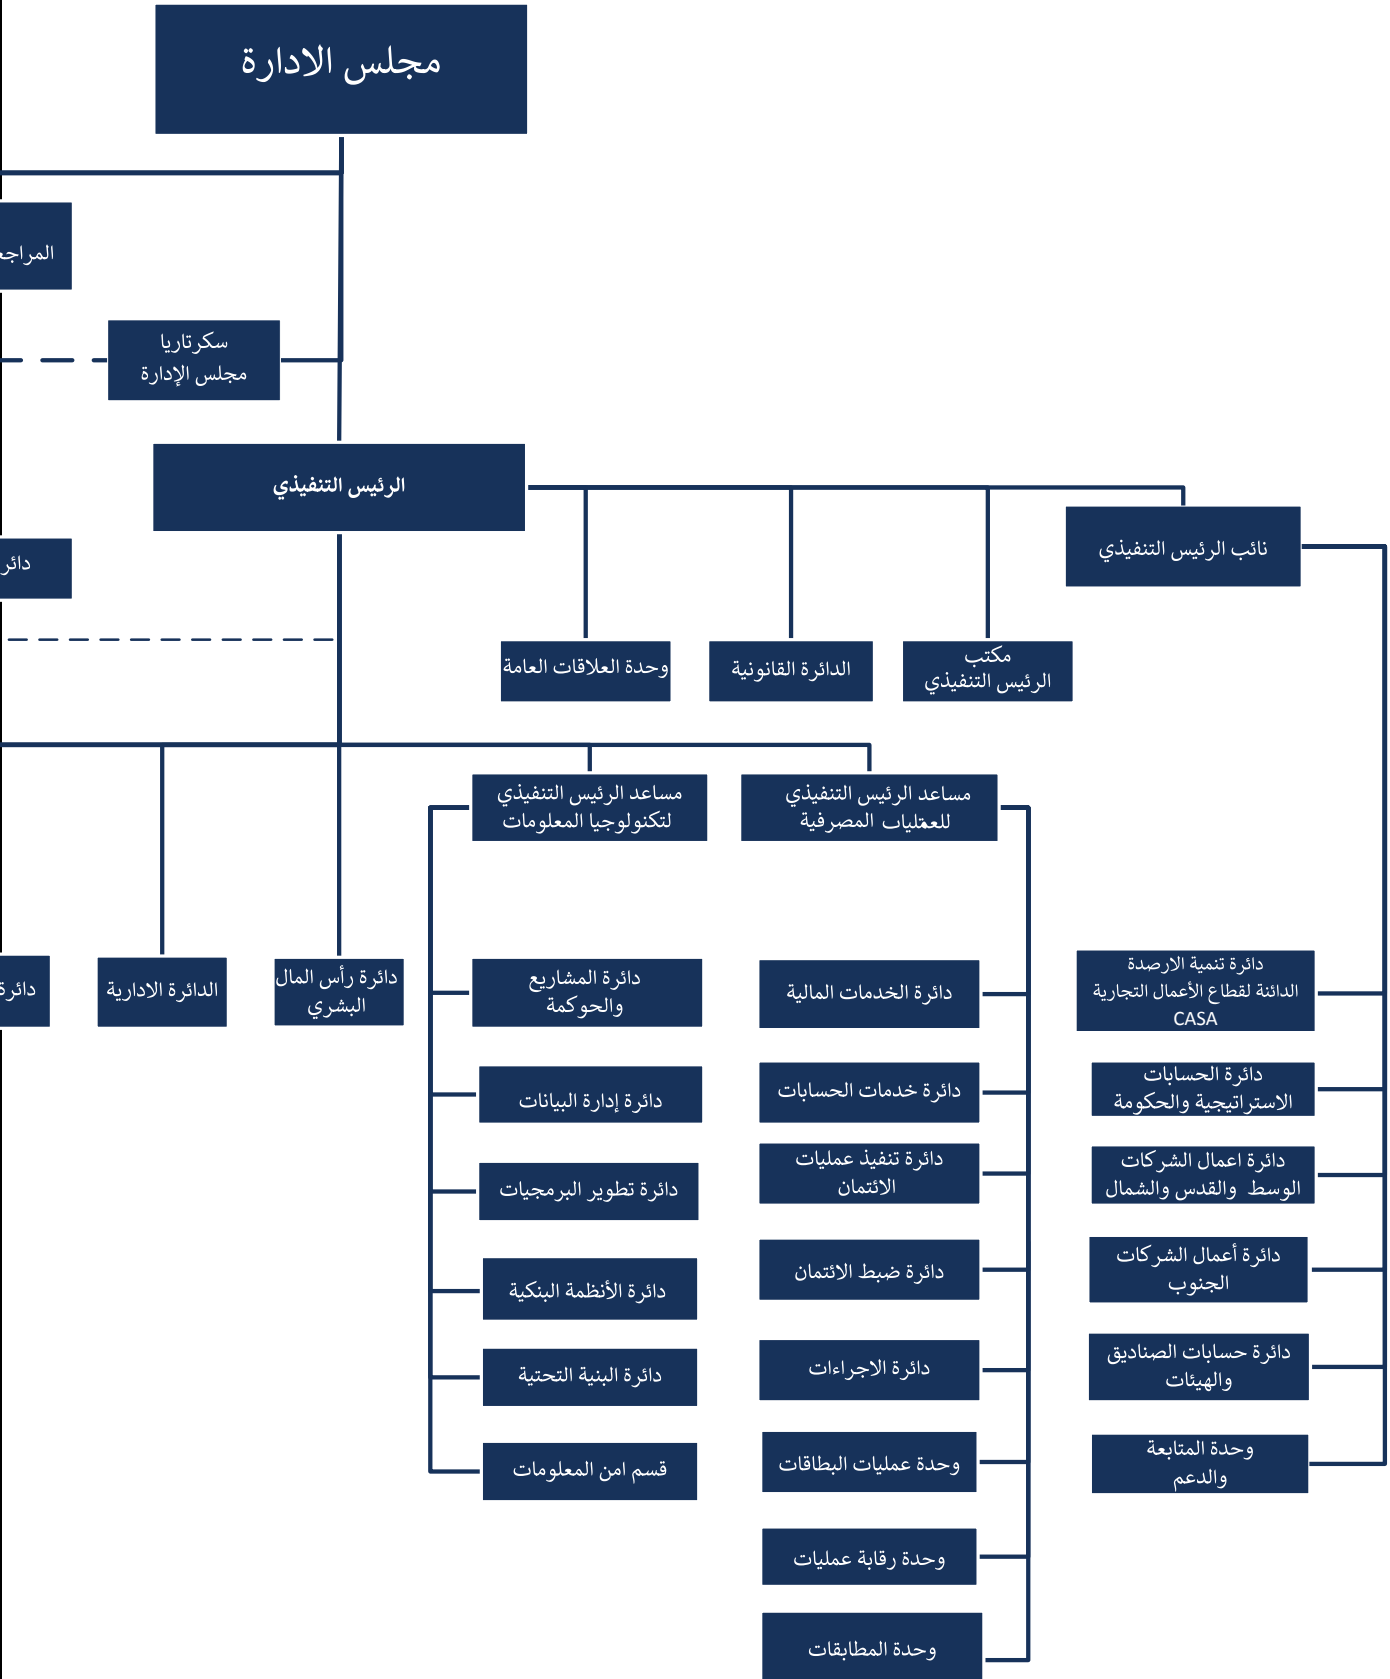 مجلس الادارة
سكرتاريا
مجلس الإدارة
الرئيس التنفيذي
نائب الرئيس التنفيذي
مكتب
الرئيس التنفيذي
الدائرة القانونية
وحدة العلاقات العامة
مساعد الرئيس التنفيذي
للعمليات المصرفية
مساعد الرئيس التنفيذي
لتكنولوجيا المعلومات
دائرة تنمية الارصدة
الدائنة لقطاع الأعمال التجارية
CASA
دائرة الحسابات
الاستراتيجية والحكومة
دائرة اعمال الشركات
الوسط والقدس والشمال
دائرة أعمال الشركات
الجنوب
دائرة حسابات الصناديق
والهيئات
وحدة المتابعة
والدعم
دائرة الخدمات المالية
دائرة خدمات الحسابات
دائرة تنفيذ عمليات
الائتمان
دائرة ضبط الائتمان
دائرة الاجراءات
وحدة عمليات البطاقات
وحدة رقابة عمليات
وحدة المطابقات
دائرة المشاريع
والحوكمة
دائرة إدارة البيانات
دائرة تطوير البرمجيات
دائرة الأنظمة البنكية
دائرة البنية التحتية
قسم امن المعلومات
دائرة رأس المال
البشري
الدائرة الادارية
دائرة